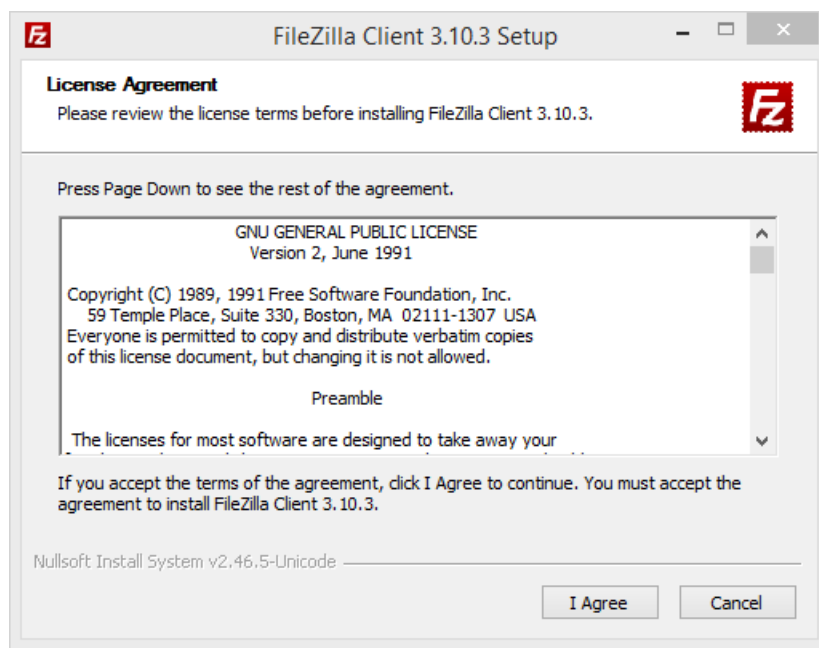 Fz
FileZilla Client 3.10.3 Setup
License Agreement
Please review the license terms before installing FileZilla Client 3.10.3.
Fz
Press Page Down to see the rest of the agreement.
GNU GENERAL PUBLIC LICENSE
Version 2, June 1991
Copyright (C) 1989, 1991 Free Software Foundation, Inc.
59 Temple Place, Suite 330, Boston, MA 02111-1307 USA
Everyone is permitted to copy and distribute verbatim copies
of this license document, but changing it is not allowed.
Preamble
The licenses for most software are designed to take away your
If you accept the terms of the agreement, click I Agree to continue. You must accept the
agreement to install FileZilla Client 3.10.3.
Nullsoft Install System v2.46.5-Unicode
I Agree
Cancel